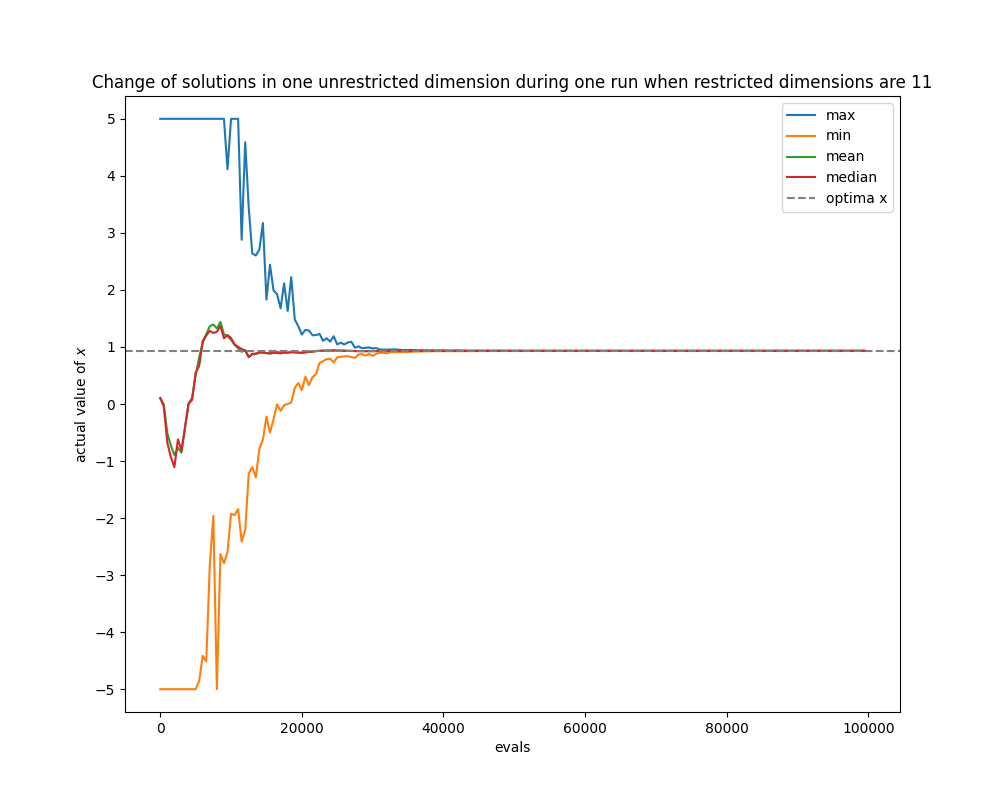 Change of solutions in one unrestricted dimension during one run when restricted dimensions are 11
max
min
mean
median
optima x
actual value of x
5
4
3
2
1
0
−1
−2
−3
−4
−5
0 20000 40000 60000 80000 100000
evals